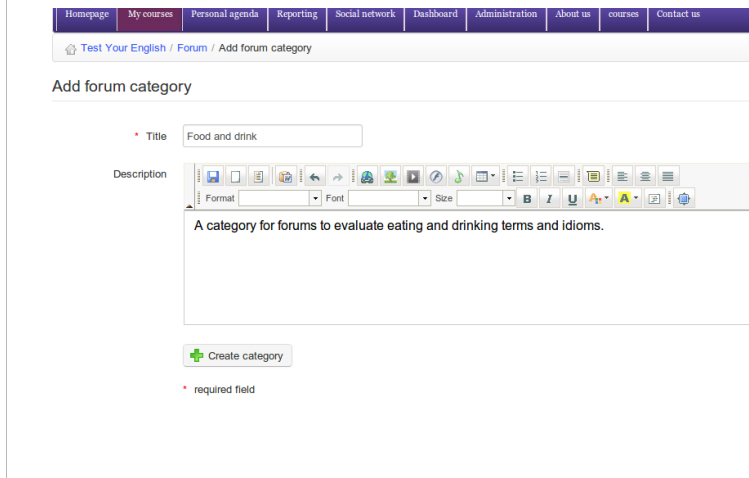 Homepage My courses Personal agenda Reporting Social network Dashboard Administration About us courses Contact us
Test Your English / Forum / Add forum category
Add forum category
* Title Food and drink
Description
Format Font Size B I U A A
A category for forums to evaluate eating and drinking terms and idioms.
Create category
* required field